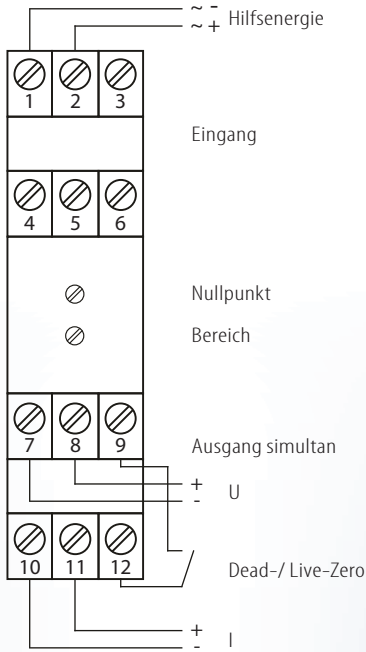 ~ -
~ + Hilfsenergie
1 2 3
Eingang
4 5 6
Nullpunkt
Bereich
7 8 9
Ausgang simultan
+
- U
10 11 12
Dead-/ Live-Zero
+
- I